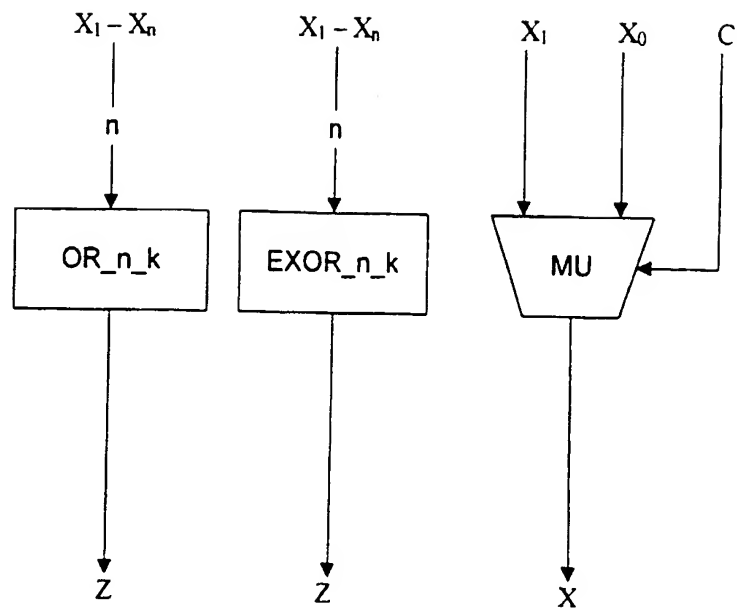 X₁ – Xₙ
X₁ – Xₙ
X₁
X₀
C
n
n
OR_n_k
EXOR_n_k
MU
Z
Z
X